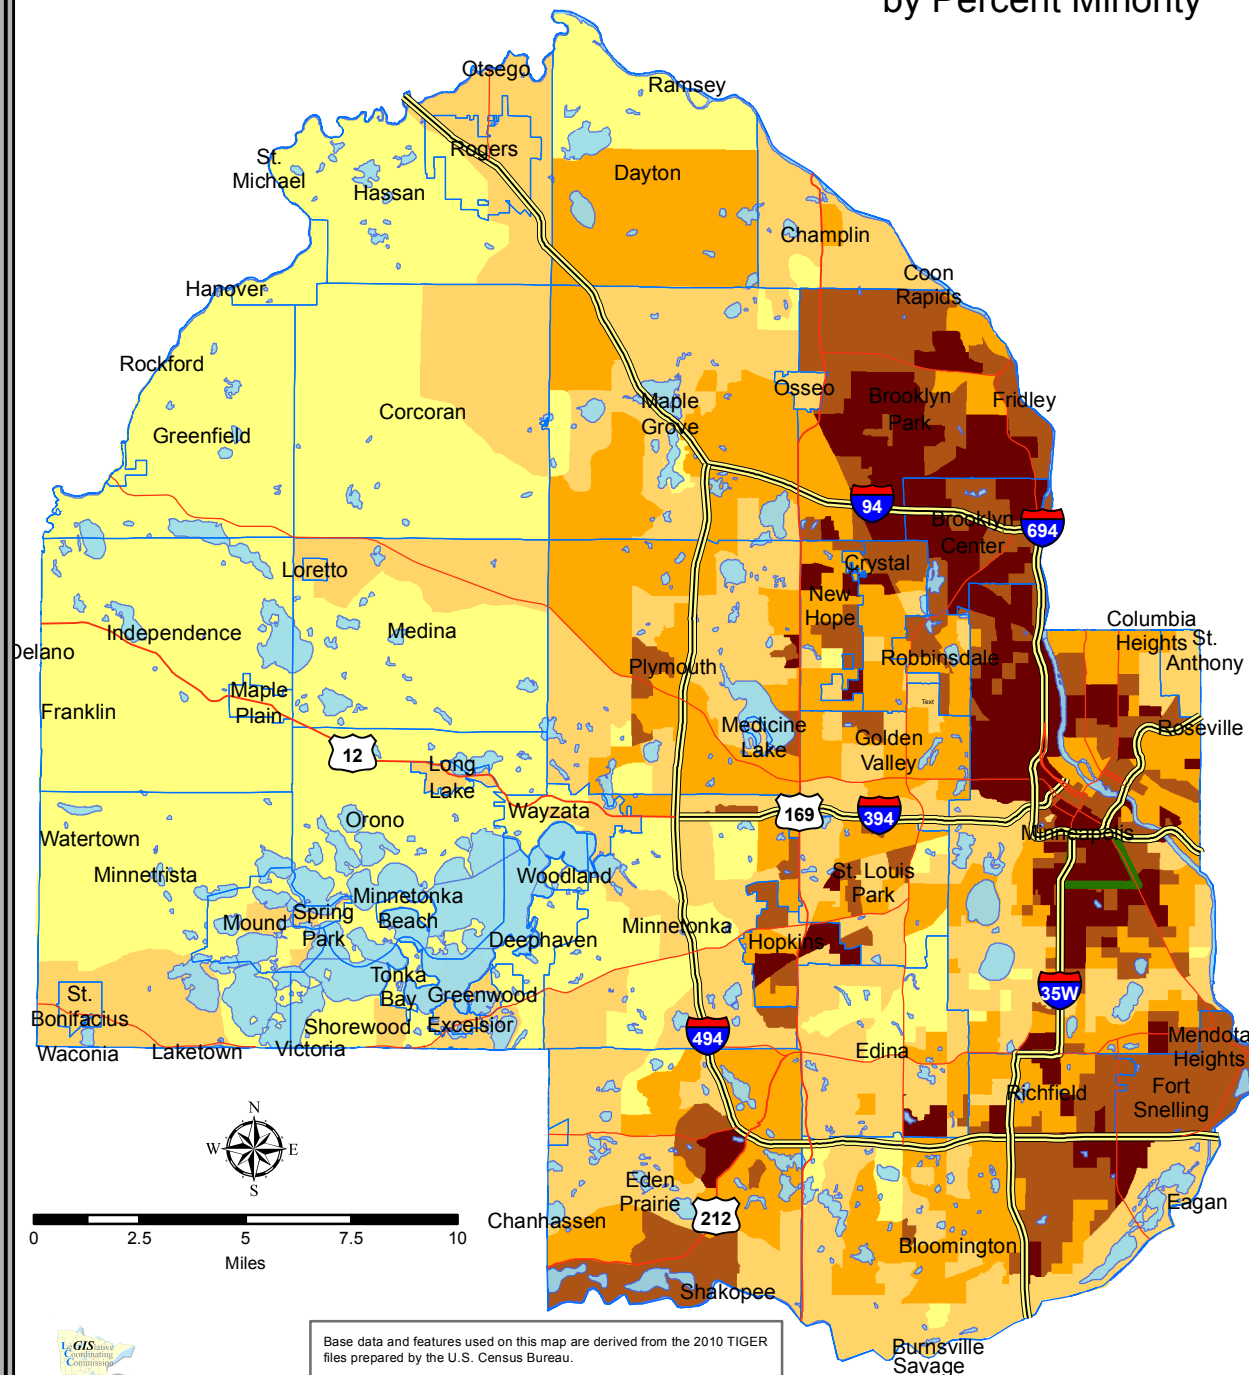 by Percent Minority
Otsego
Ramsey
Rogers
St.
Michael
Hassan
Dayton
Champlin
Coon
Rapids
Hanover
Rockford
Osseo
Brooklyn
Park
Fridley
Maple
Grove
Corcoran
Greenfield
94
Brooklyn
Center
694
Crystal
Loretto
New
Hope
Columbia
Heights
St.
Anthony
Independence
Medina
Delano
Robbinsdale
Plymouth
Maple
Plain
Franklin
Text
Medicine
Lake
Golden
Valley
Roseville
12
Long
Lake
Wayzata
169
394
Orono
Minneapolis
Watertown
Minnetrista
Woodland
St. Louis
Park
Minnetonka
Beach
Mound
Spring
Park
Minnetonka
Deephaven
Hopkins
Tonka
Bay
Greenwood
35W
St.
Bonifacius
Shorewood
Excelsior
494
Mendota
Heights
Waconia
Laketown
Victoria
Edina
Richfield
Fort
Snelling
N
W
E
S
Eden
Prairie
Chanhassen
212
Eagan
0
2.5
5
7.5
10
Miles
Bloomington
Shakopee
Burnsville
Savage
LeGISlative
Coordinating
Commission
Base data and features used on this map are derived from the 2010 TIGER
files prepared by the U.S. Census Bureau.